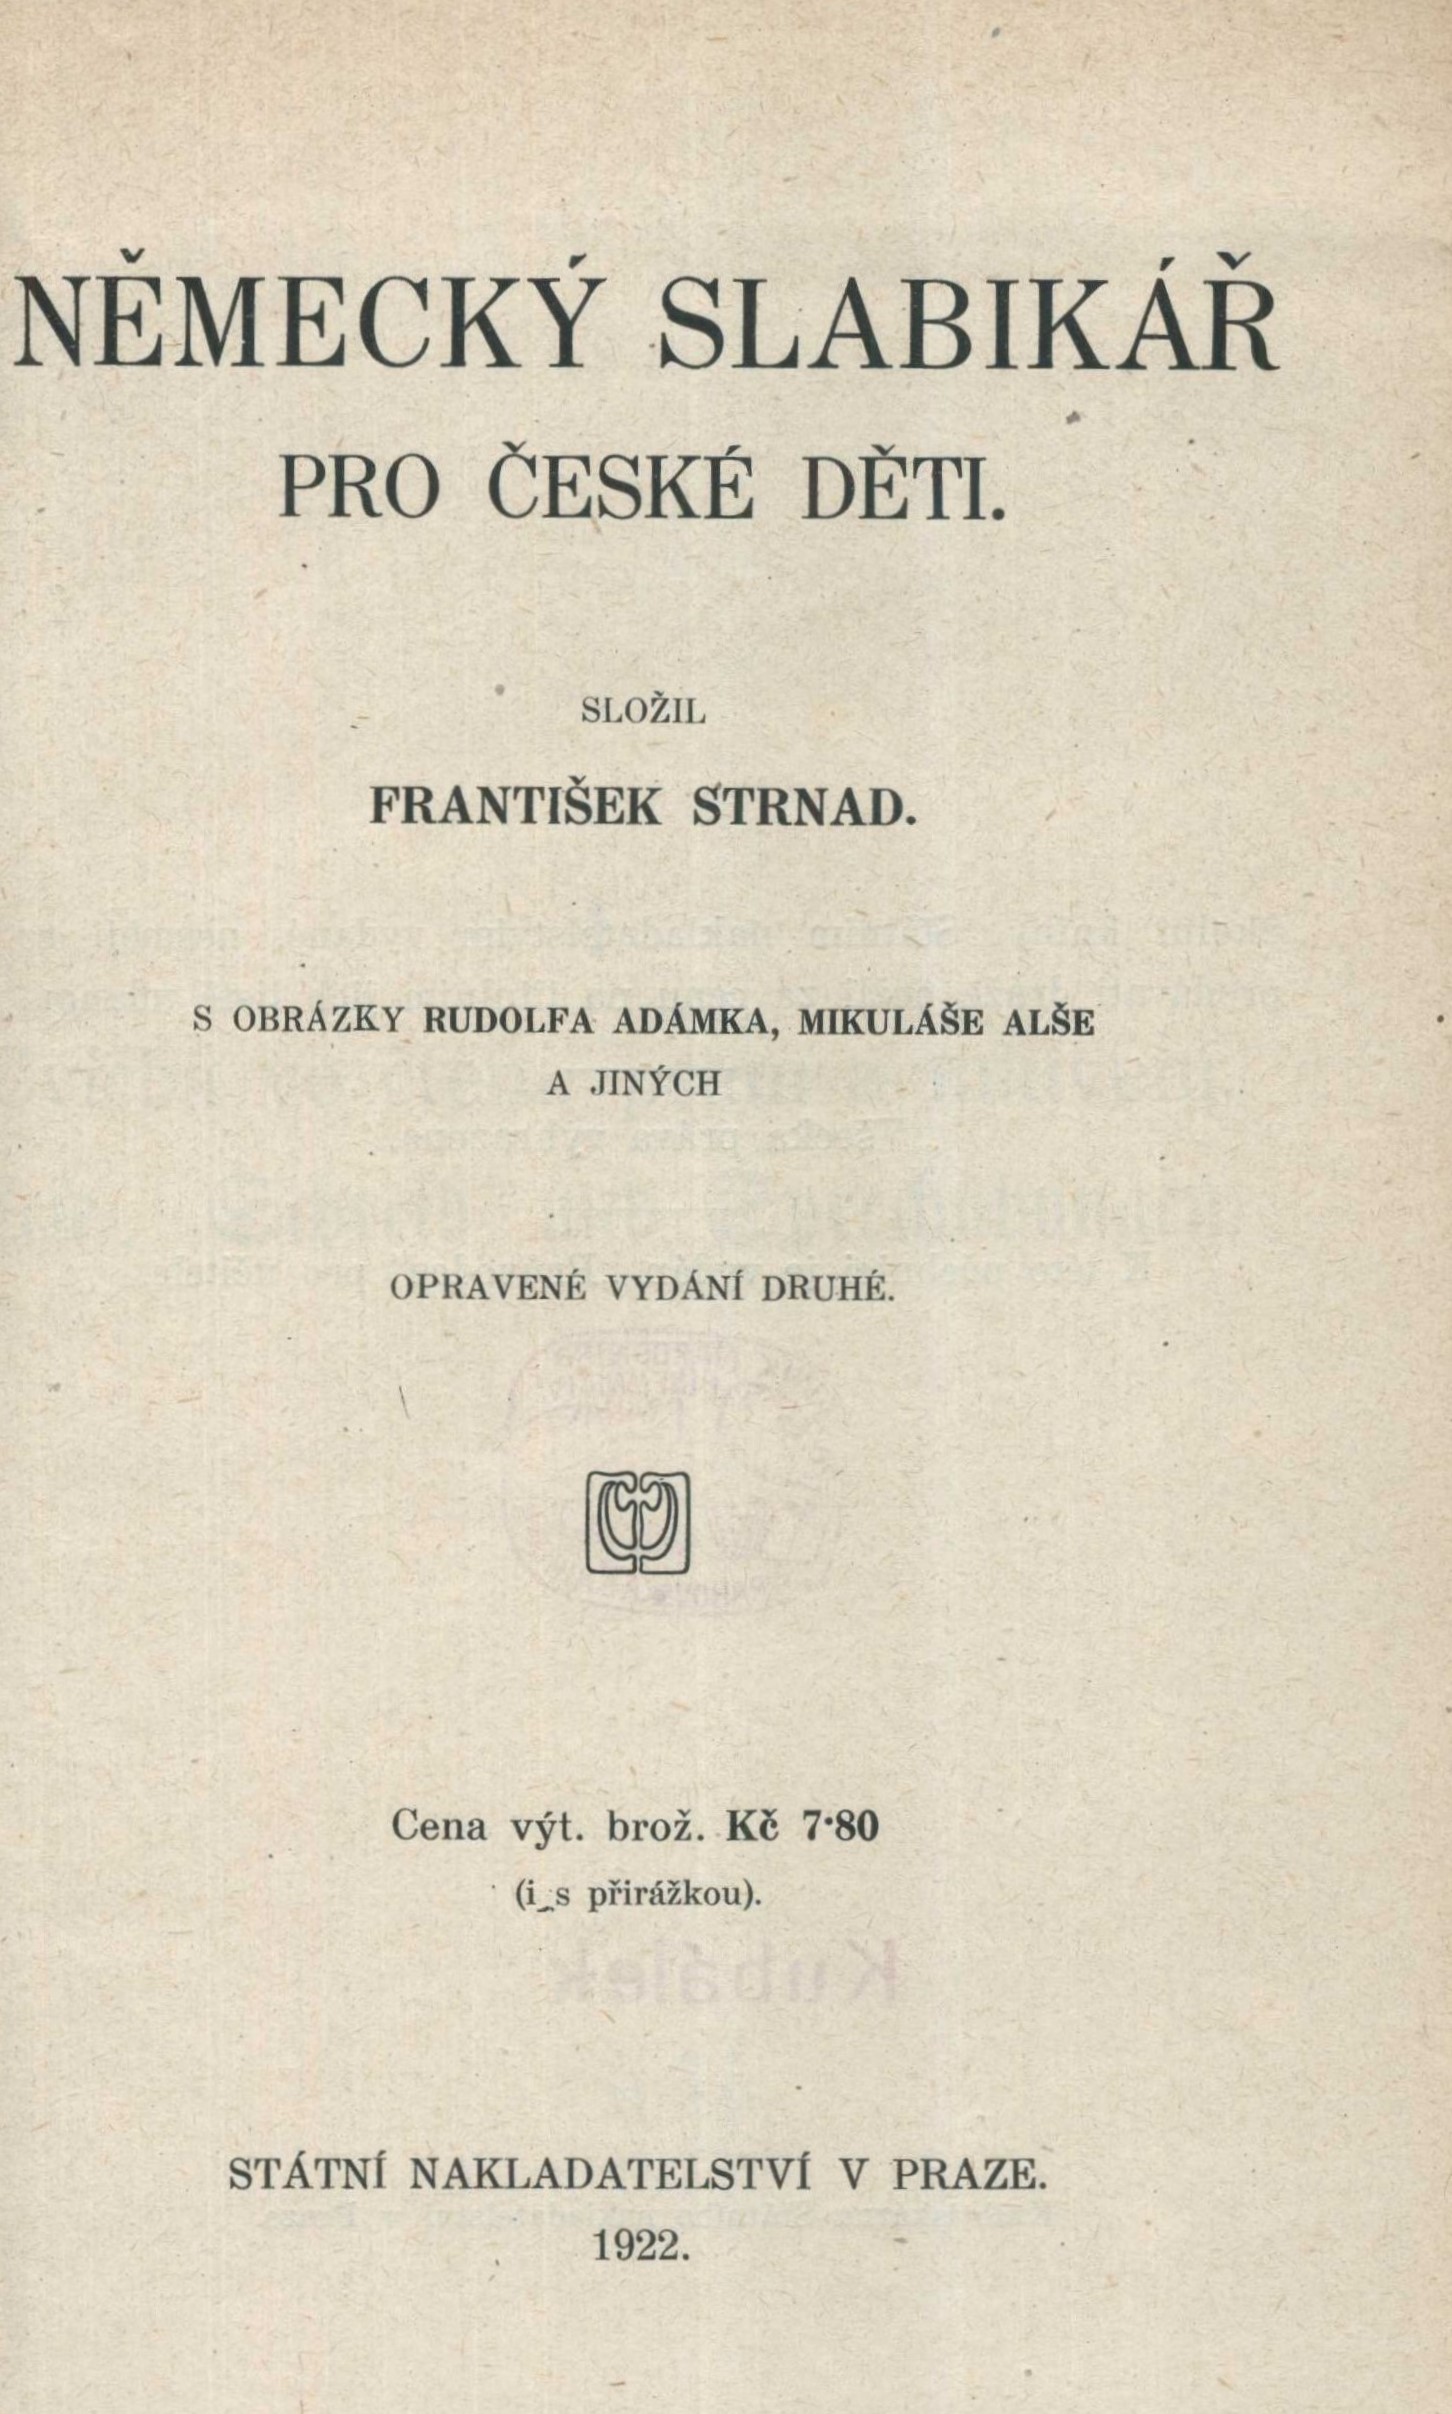 NĚMECKÝ SLABIKÁŘ
PRO ČESKÉ DĚTI.
SLOŽIL
FRANTIŠEK STRNAD.
S OBRÁZKY RUDOLFA ADÁMKA, MIKULÁŠE ALŠE
A JINÝCH
OPRAVENÉ VYDÁNÍ DRUHÉ.
Cena výt. brož. Kč 7·80
(i s přirážkou).
Kubálek
STÁTNÍ NAKLADATELSTVÍ V PRAZE.
1922.